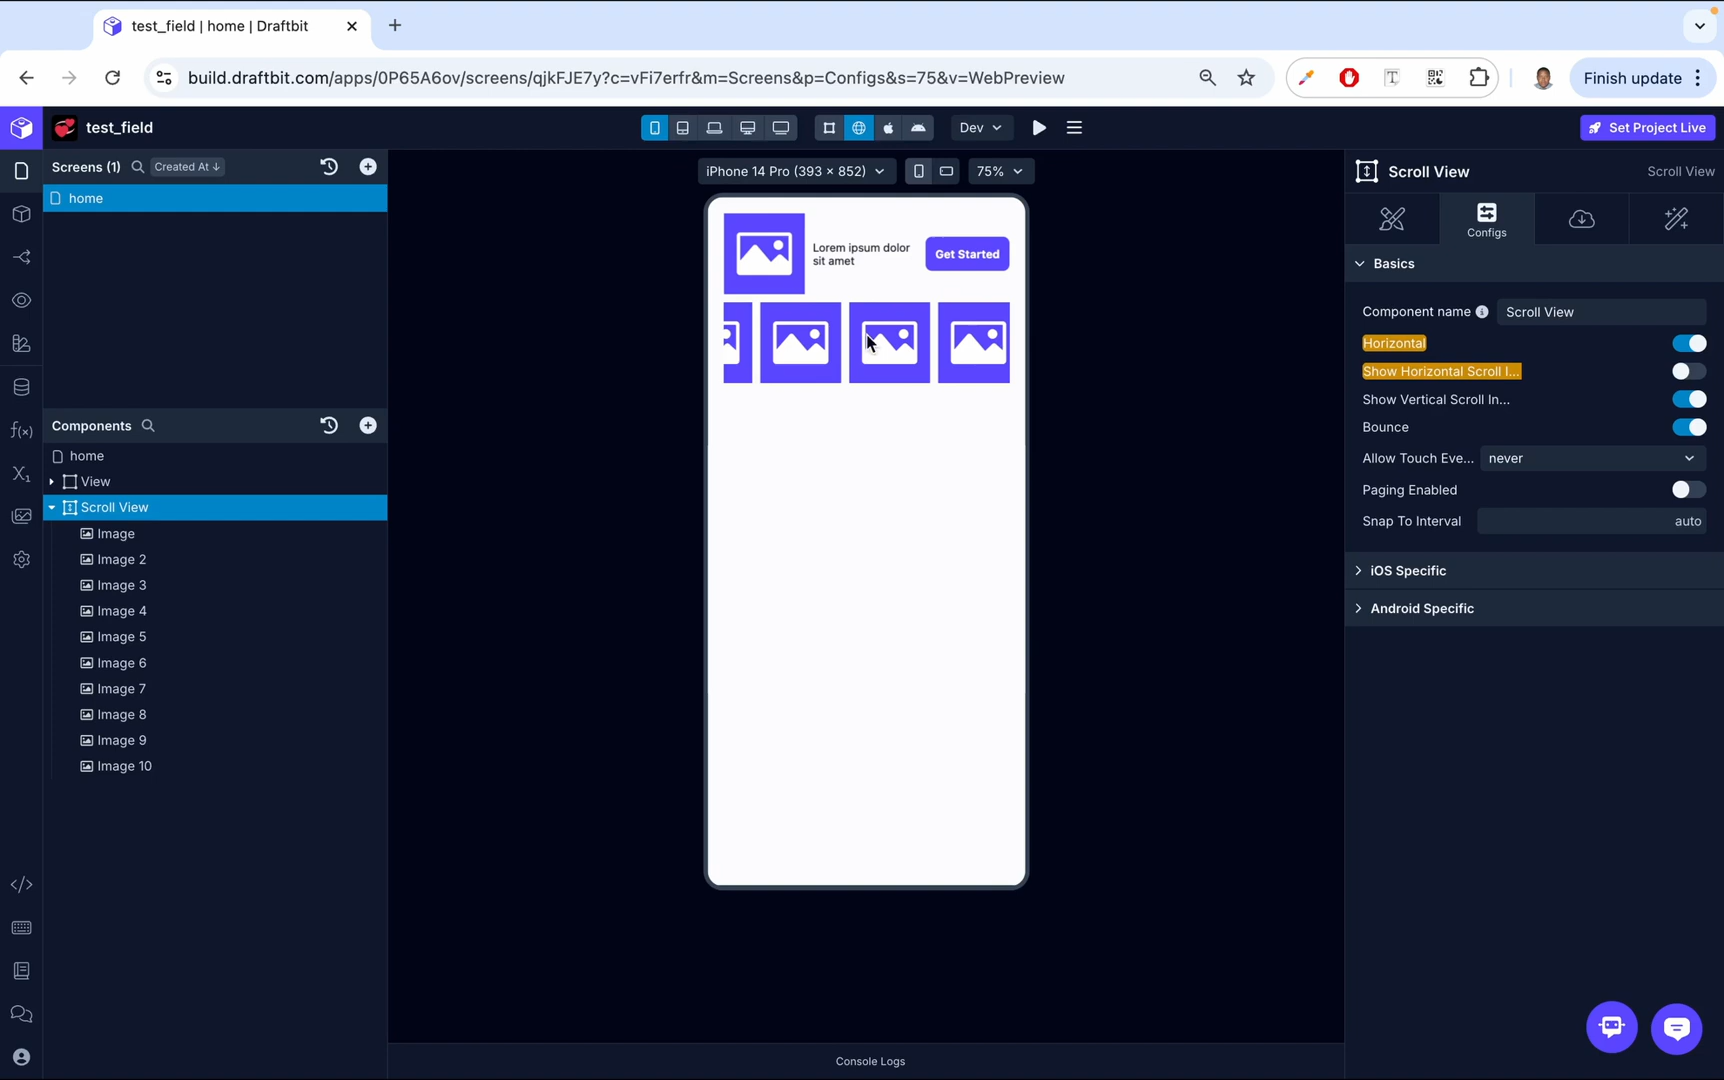 test_field | home | Draftbit
build.draftbit.com/apps/0P65A6ov/screens/qjkFJE7y?c=vFi7erfr&m=Screens&p=Configs&s=75&v=WebPreview
Finish update
test_field
Dev
Set Project Live
Screens (1)
Created At ↓
home
iPhone 14 Pro (393 × 852)
75%
Scroll View
Scroll View
Configs
Basics
Component name
Scroll View
Horizontal
Show Horizontal Scroll I...
Show Vertical Scroll In...
Bounce
Allow Touch Eve...
never
Paging Enabled
Snap To Interval
auto
iOS Specific
Android Specific
Lorem ipsum dolor
sit amet
Get Started
Components
home
View
Scroll View
Image
Image 2
Image 3
Image 4
Image 5
Image 6
Image 7
Image 8
Image 9
Image 10
Console Logs